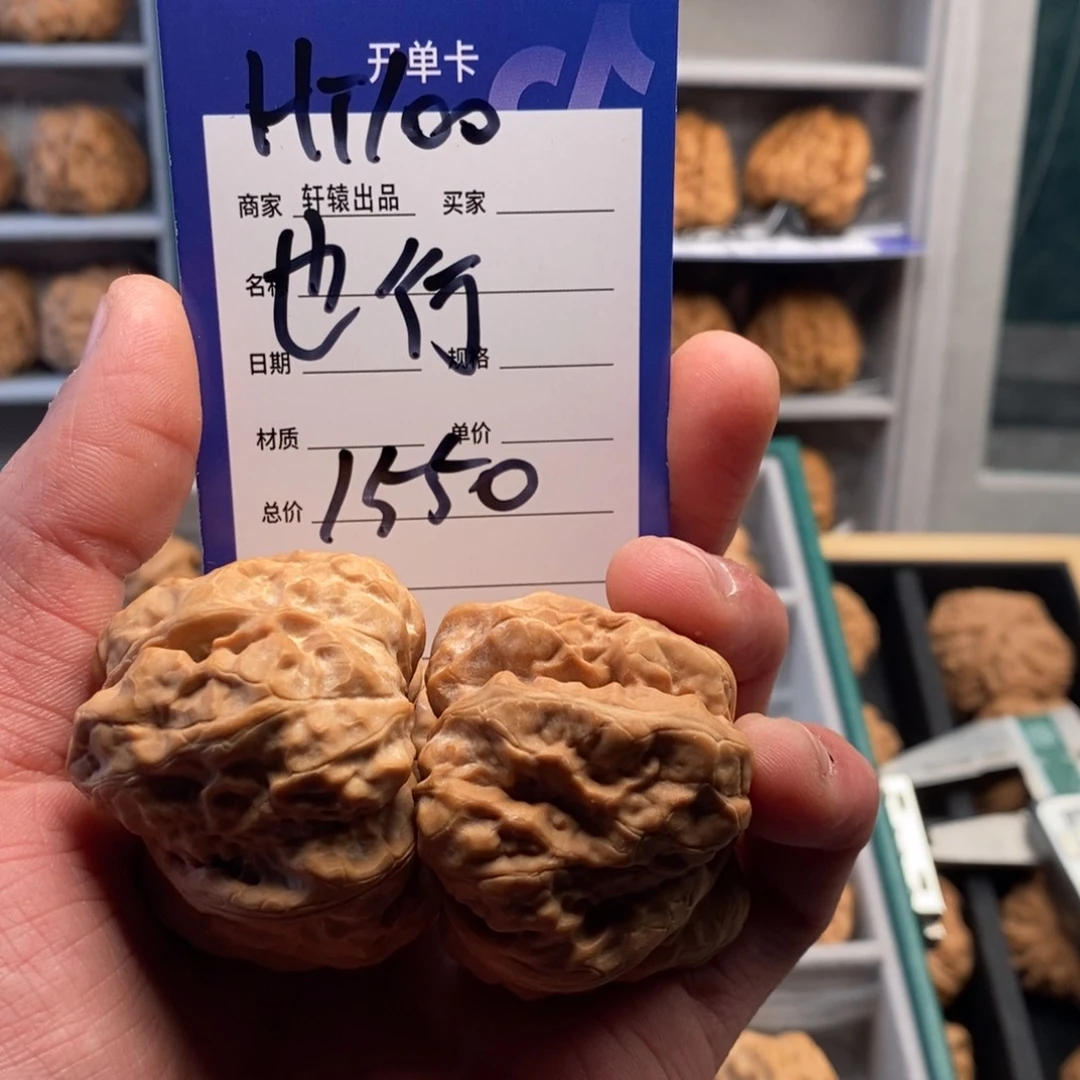 开单卡
HT100
商家 轩辕出品 买家
也行
名称
日期 规格
材质 单价
总价 1550